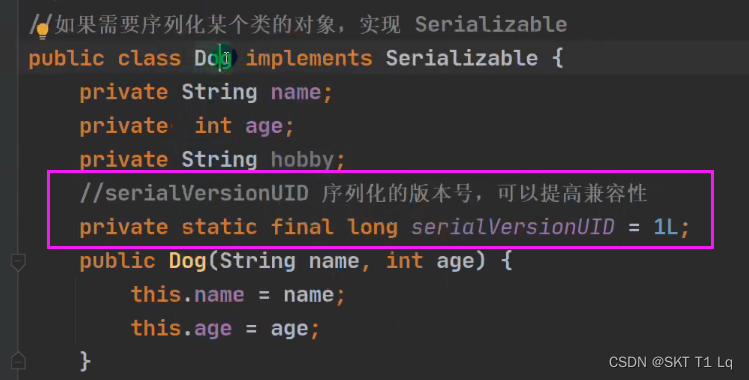 //如果需要序列化某个类的对象，实现 Serializable
public class Dog implements Serializable {
private String name;
private int age;
private String hobby;
//serialVersionUID 序列化的版本号，可以提高兼容性
private static final long serialVersionUID = 1L;
public Dog(String name, int age) {
this.name = name;
this.age = age;
}
CSDN @SKT T1 Lq